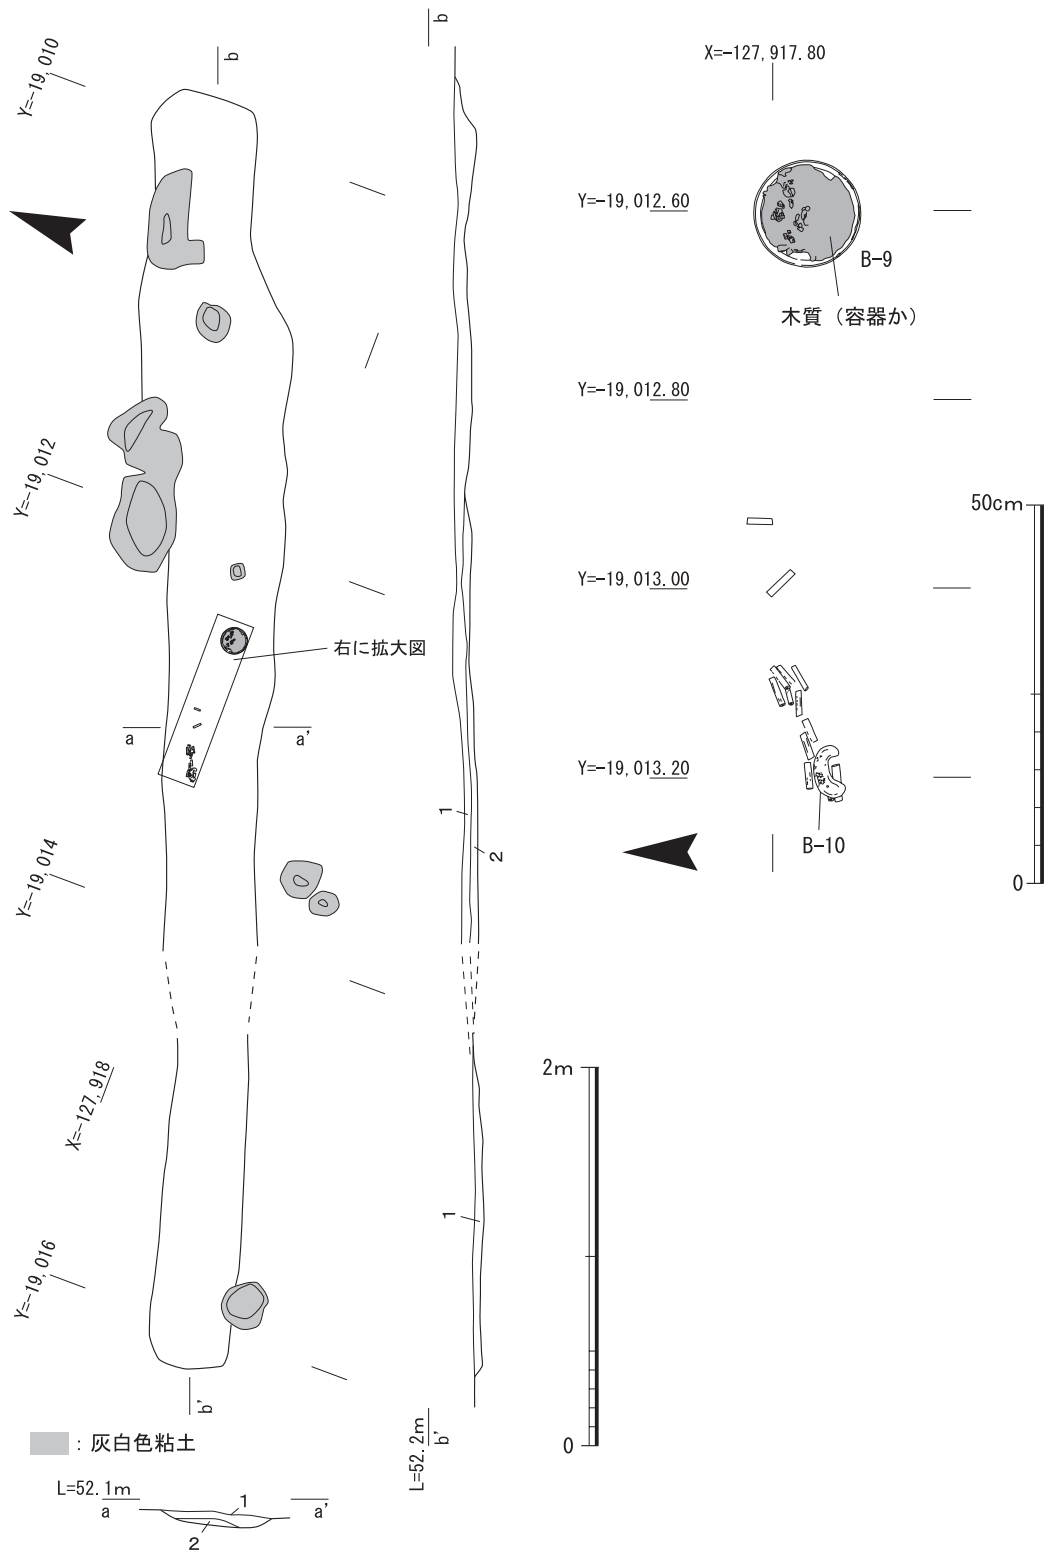 Y=-19,010
b
b
X=-127,917.80
Y=-19,012.60
B-9
木質（容器か）
Y=-19,012.80
Y=-19,012
50cm
Y=-19,013.00
右に拡大図
a
a'
Y=-19,013.20
1
2
B-10
Y=-19,014
0
2m
X=-127,918
1
Y=-19,016
b'
b'
L=52.2m
0
：灰白色粘土
L=52.1m
a
1
a'
2